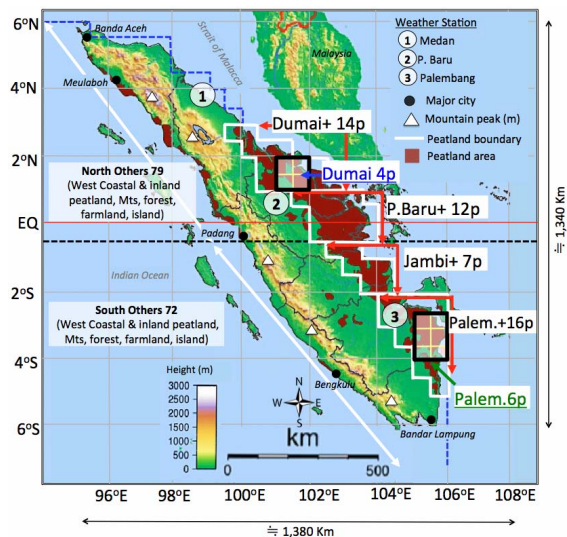 6°N
4°N
2°N
EQ
2°S
4°S
6°S
Banda Aceh
Strait of Malacca
Malaysia
Meulaboh
Weather Station
1 Medan
2 P. Baru
3 Palembang
Major city
Mountain peak (m)
Peatland boundary
Peatland area
1
Dumai+ 14p
Dumai 4p
North Others 79
(West Coastal & inland
peatland, Mts, forest,
farmland, island)
2
P.Baru+ 12p
Padang
Jambi+ 7p
Indian Ocean
3
South Others 72
(West Coastal & inland peatland,
Mts, forest, farmland, island)
Palem.+16p
Palem.6p
Bengkulu
Bandar Lampung
Height (m)
3000
2500
2000
1500
1000
500
0
N
W E
S
km
0 500
96°E 98°E 100°E 102°E 104°E 106°E 108°E
≒ 1,380 Km
≒ 1,340 Km